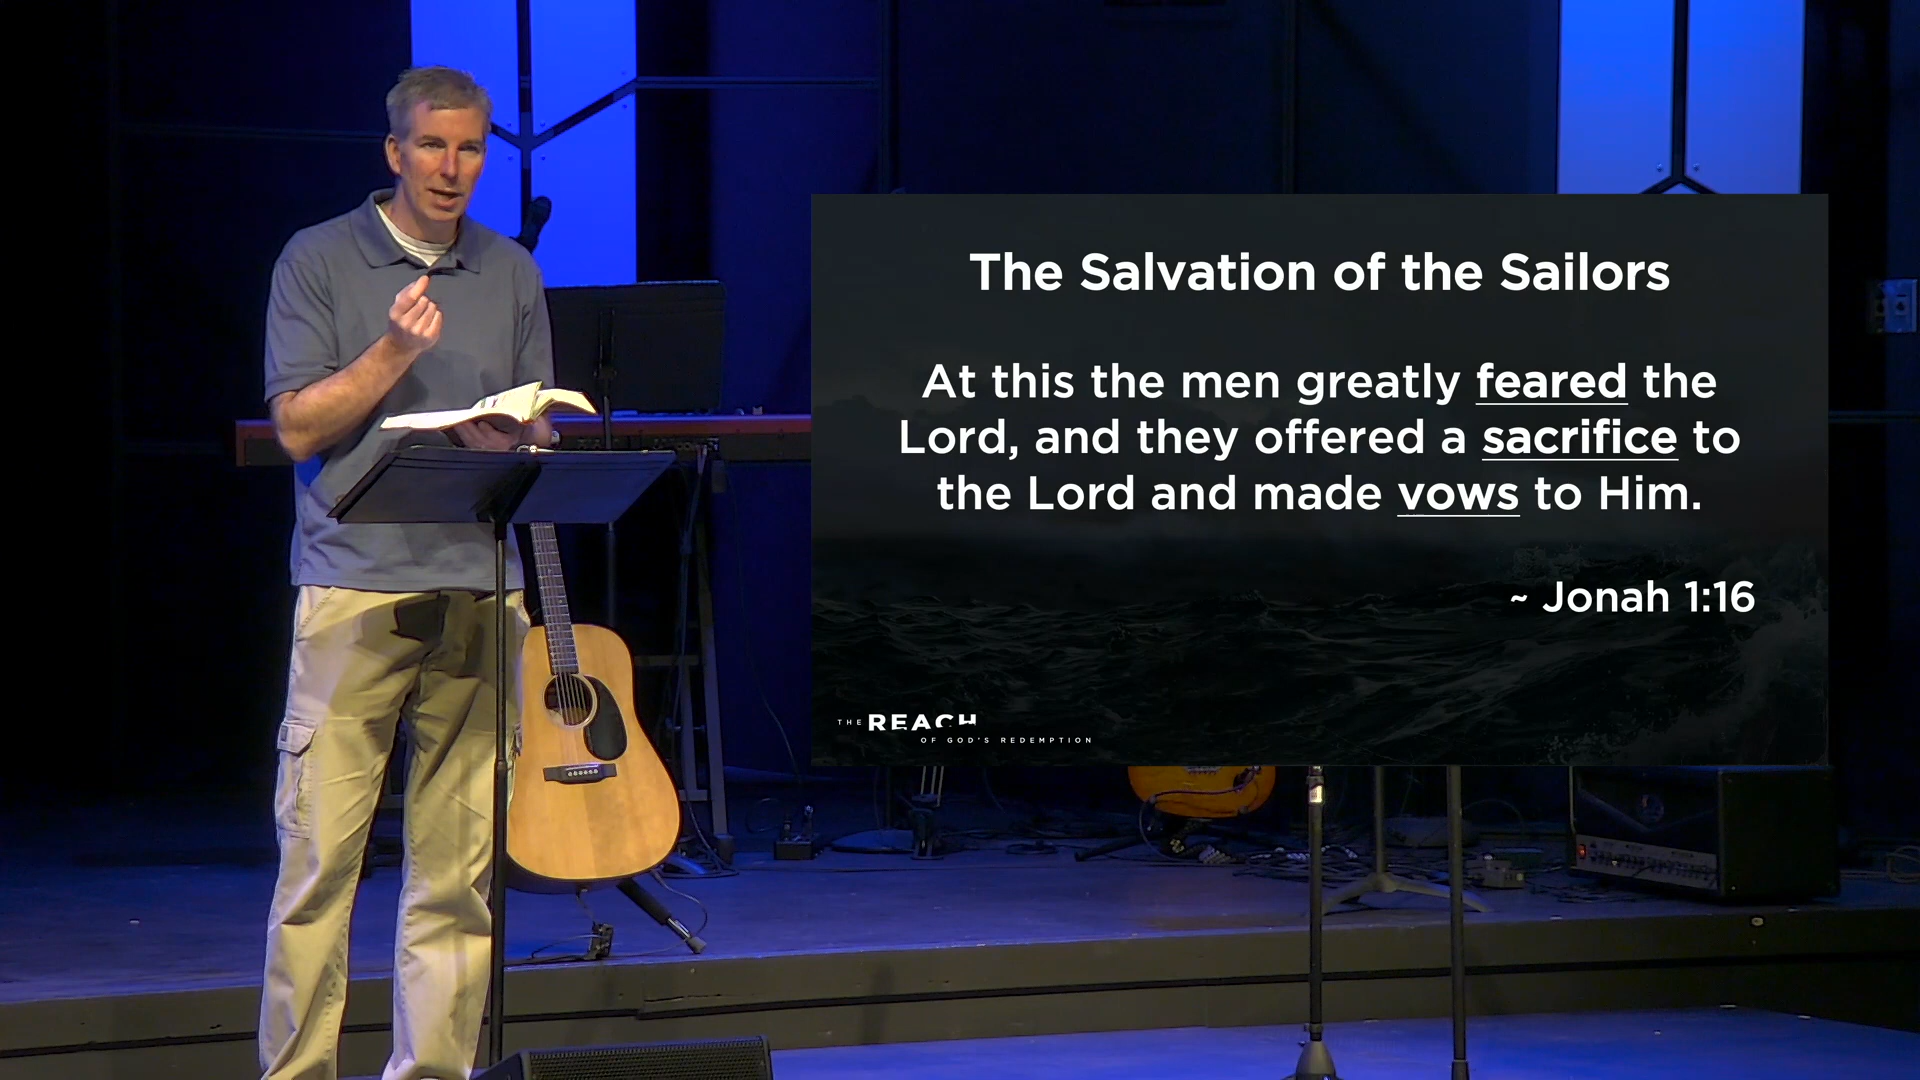 The Salvation of the Sailors
At this the men greatly feared the
Lord, and they offered a sacrifice to
the Lord and made vows to Him.
~ Jonah 1:16
THE REACH
OF GOD'S REDEMPTION